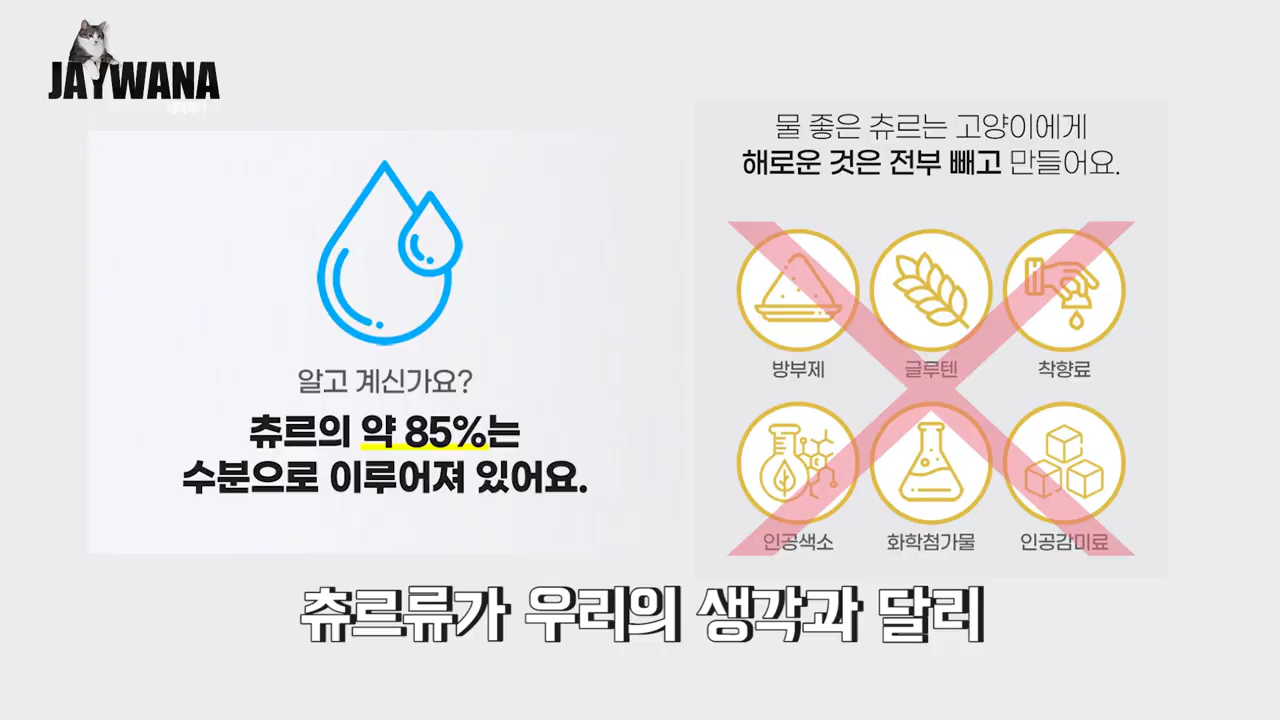 JAYWANA
알고 계신가요?
츄르의 약 85%는
수분으로 이루어져 있어요.
물 좋은 츄르는 고양이에게
해로운 것은 전부 빼고 만들어요.
방부제
글루텐
착향료
인공색소
화학첨가물
인공감미료
츄르류가 우리의 생각과 달리